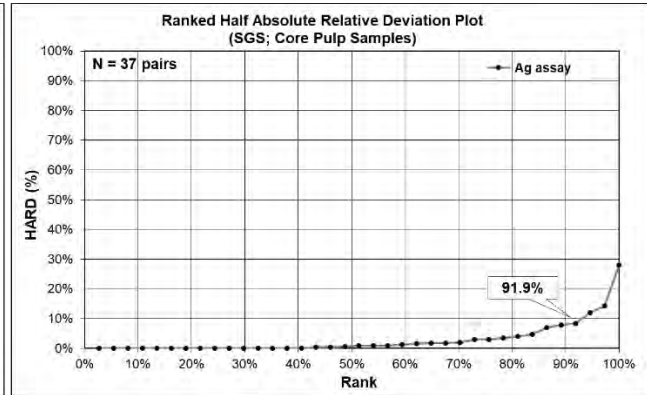 Ranked Half Absolute Relative Deviation Plot
(SGS; Core Pulp Samples)
100%
90%
80%
70%
60%
50%
40%
30%
20%
10%
0%
HARD (%)
N = 37 pairs
Ag assay
91.9%
0% 10% 20% 30% 40% 50% 60% 70% 80% 90% 100%
Rank